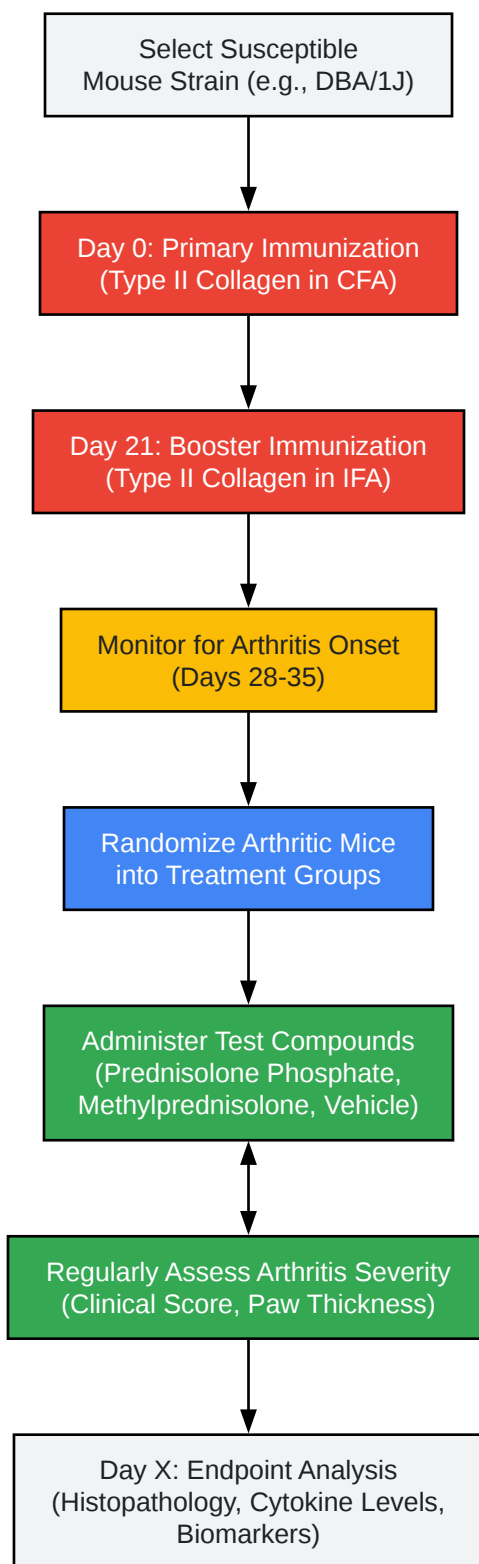 Select Susceptible
Mouse Strain (e.g., DBA/1J)
Day 0: Primary Immunization
(Type II Collagen in CFA)
Day 21: Booster Immunization
(Type II Collagen in IFA)
Monitor for Arthritis Onset
(Days 28-35)
Randomize Arthritic Mice
into Treatment Groups
Administer Test Compounds
(Prednisolone Phosphate,
Methylprednisolone, Vehicle)
Regularly Assess Arthritis Severity
(Clinical Score, Paw Thickness)
Day X: Endpoint Analysis
(Histopathology, Cytokine Levels,
Biomarkers)